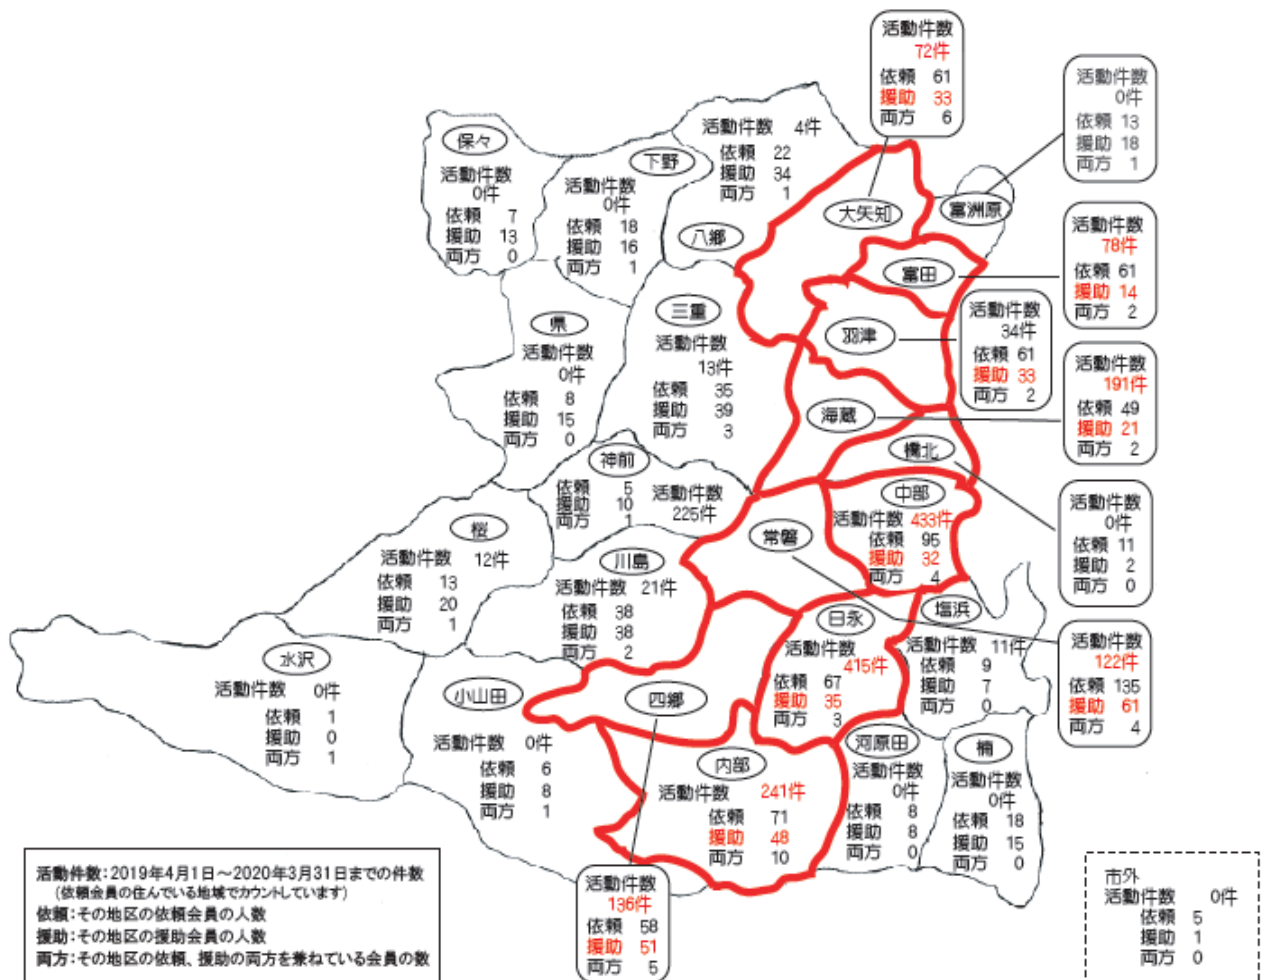 活動件数
72件
依頼 61
援助 33
両方 6
活動件数
0件
依頼 13
援助 18
両方 1
活動件数 4件
依頼 22
援助 34
両方 1
八郷
保々
活動件数
0件
依頼 7
援助 13
両方 0
下野
活動件数
0件
依頼 18
援助 16
両方 1
大矢知
富洲原
富田
活動件数
78件
依頼 61
援助 14
両方 2
羽津
活動件数
34件
依頼 61
援助 33
両方 2
県
活動件数
0件
依頼 8
援助 15
両方 0
三重
活動件数
13件
依頼 35
援助 39
両方 3
海蔵
活動件数
191件
依頼 49
援助 21
両方 2
橋北
活動件数
0件
依頼 11
援助 2
両方 0
神前
依頼 5
援助 10
両方 1
活動件数
225件
中部
活動件数 433件
依頼 95
援助 32
両方 4
常磐
活動件数
122件
依頼 135
援助 61
両方 4
桜
活動件数 12件
依頼 13
援助 20
両方 1
川島
活動件数 21件
依頼 38
援助 38
両方 2
日永
活動件数
415件
依頼 67
援助 35
両方 3
塩浜
活動件数 11件
依頼 9
援助 7
両方 0
水沢
活動件数 0件
依頼 1
援助 0
両方 1
小山田
活動件数 0件
依頼 6
援助 8
両方 1
四郷
活動件数
136件
依頼 58
援助 51
両方 5
内部
活動件数 241件
依頼 71
援助 48
両方 10
河原田
活動件数
0件
依頼 8
援助 8
両方 0
楠
活動件数
0件
依頼 18
援助 15
両方 0
活動件数:2019年4月1日～2020年3月31日までの件数
(依頼会員の住んでいる地域でカウントしています)
依頼:その地区の依頼会員の人数
援助:その地区の援助会員の人数
両方:その地区の依頼、援助の両方を兼ねている会員の数
市外
活動件数 0件
依頼 5
援助 1
両方 0